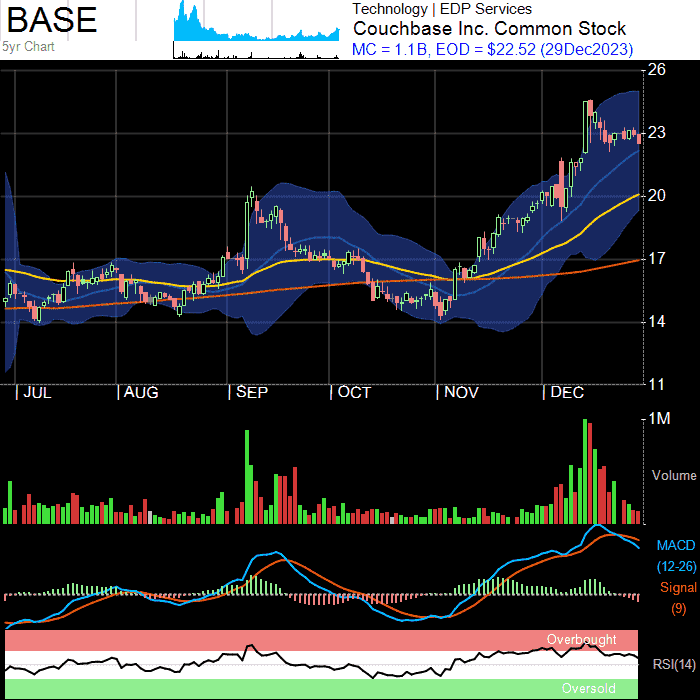 BASE
5yr Chart
Technology | EDP Services
Couchbase Inc. Common Stock
MC = 1.1B, EOD = $22.52 (29Dec2023)
26
23
20
17
14
11
JUL AUG SEP OCT NOV DEC
1M
Volume
MACD
(12-26)
Signal
(9)
Overbought
RSI(14)
Oversold